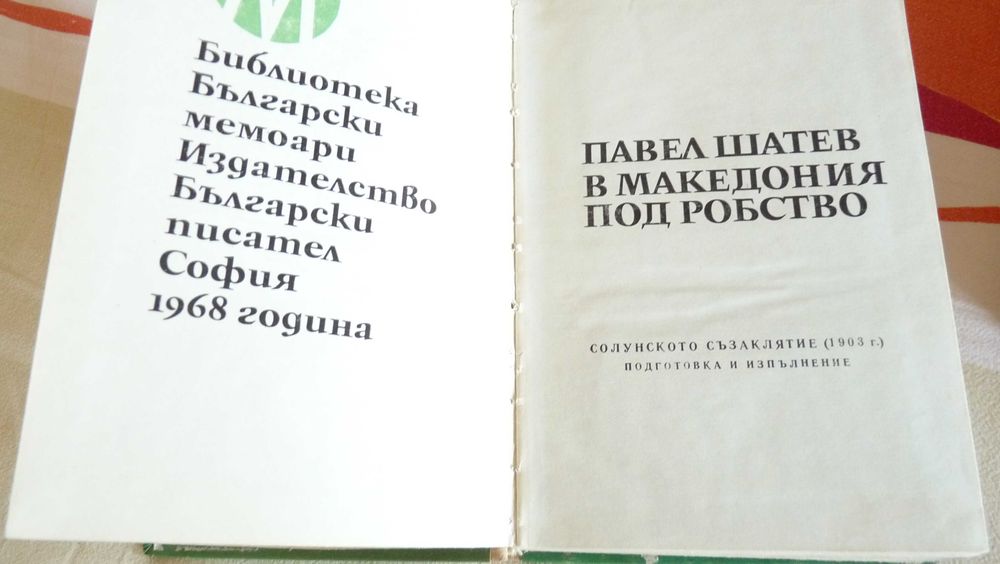 Библиотека
Български
мемоари
Издателство
Български
писател
София
1968 година
ПАВЕЛ ШАТЕВ
В МАКЕДОНИЯ
ПОД РОБСТВО
СОЛУНСКОТО СЪЗАКЛЯТИЕ (1903 г.)
ПОДГОТОВКА И ИЗПЪЛНЕНИЕ